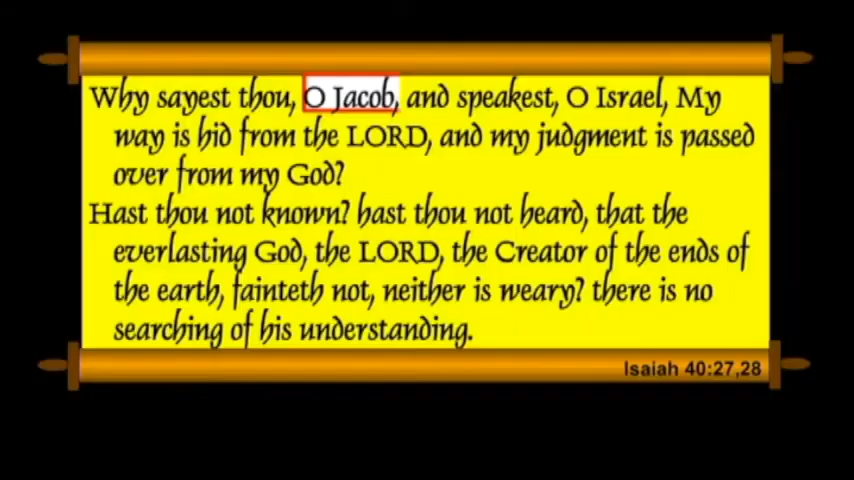 Why sayest thou, O Jacob, and speakest, O Israel, My
way is hid from the LORD, and my judgment is passed
over from my God?
Hast thou not known? hast thou not heard, that the
everlasting God, the LORD, the Creator of the ends of
the earth, fainteth not, neither is weary? there is no
searching of his understanding.
Isaiah 40:27,28